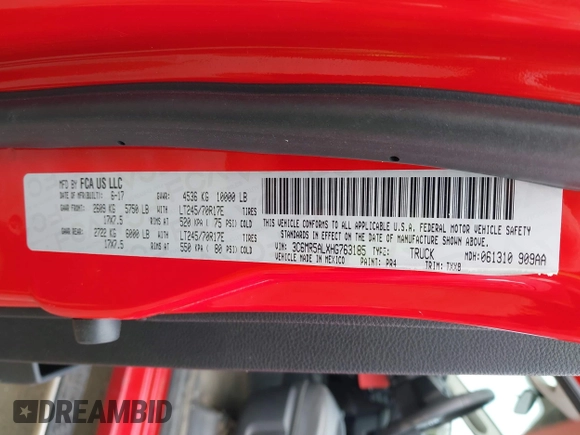 MFD BY FCA US LLC
DATE OF MFR(BUILT): 6-17 GVWR: 4536 KG 10000 LB
GAWR FRONT: 2609 KG 5750 LB WITH LT245/70R17E TIRES
17X7.5 RIMS AT 520 KPA ( 75 PSI) COLD
GAWR REAR: 2722 KG 6000 LB WITH LT245/70R17E TIRES
17X7.5 RIMS AT 550 KPA ( 80 PSI) COLD
THIS VEHICLE CONFORMS TO ALL APPLICABLE U.S.A. FEDERAL MOTOR VEHICLE SAFETY
STANDARDS IN EFFECT ON THE DATE OF MANUFACTURE SHOWN ABOVE.
VIN: 3C6MR5ALXHG763185 TYPE: TRUCK MDH: 061310 909AA
VEHICLE MADE IN MEXICO PAINT: PR4 TRIM: TXX8
DREAMBID